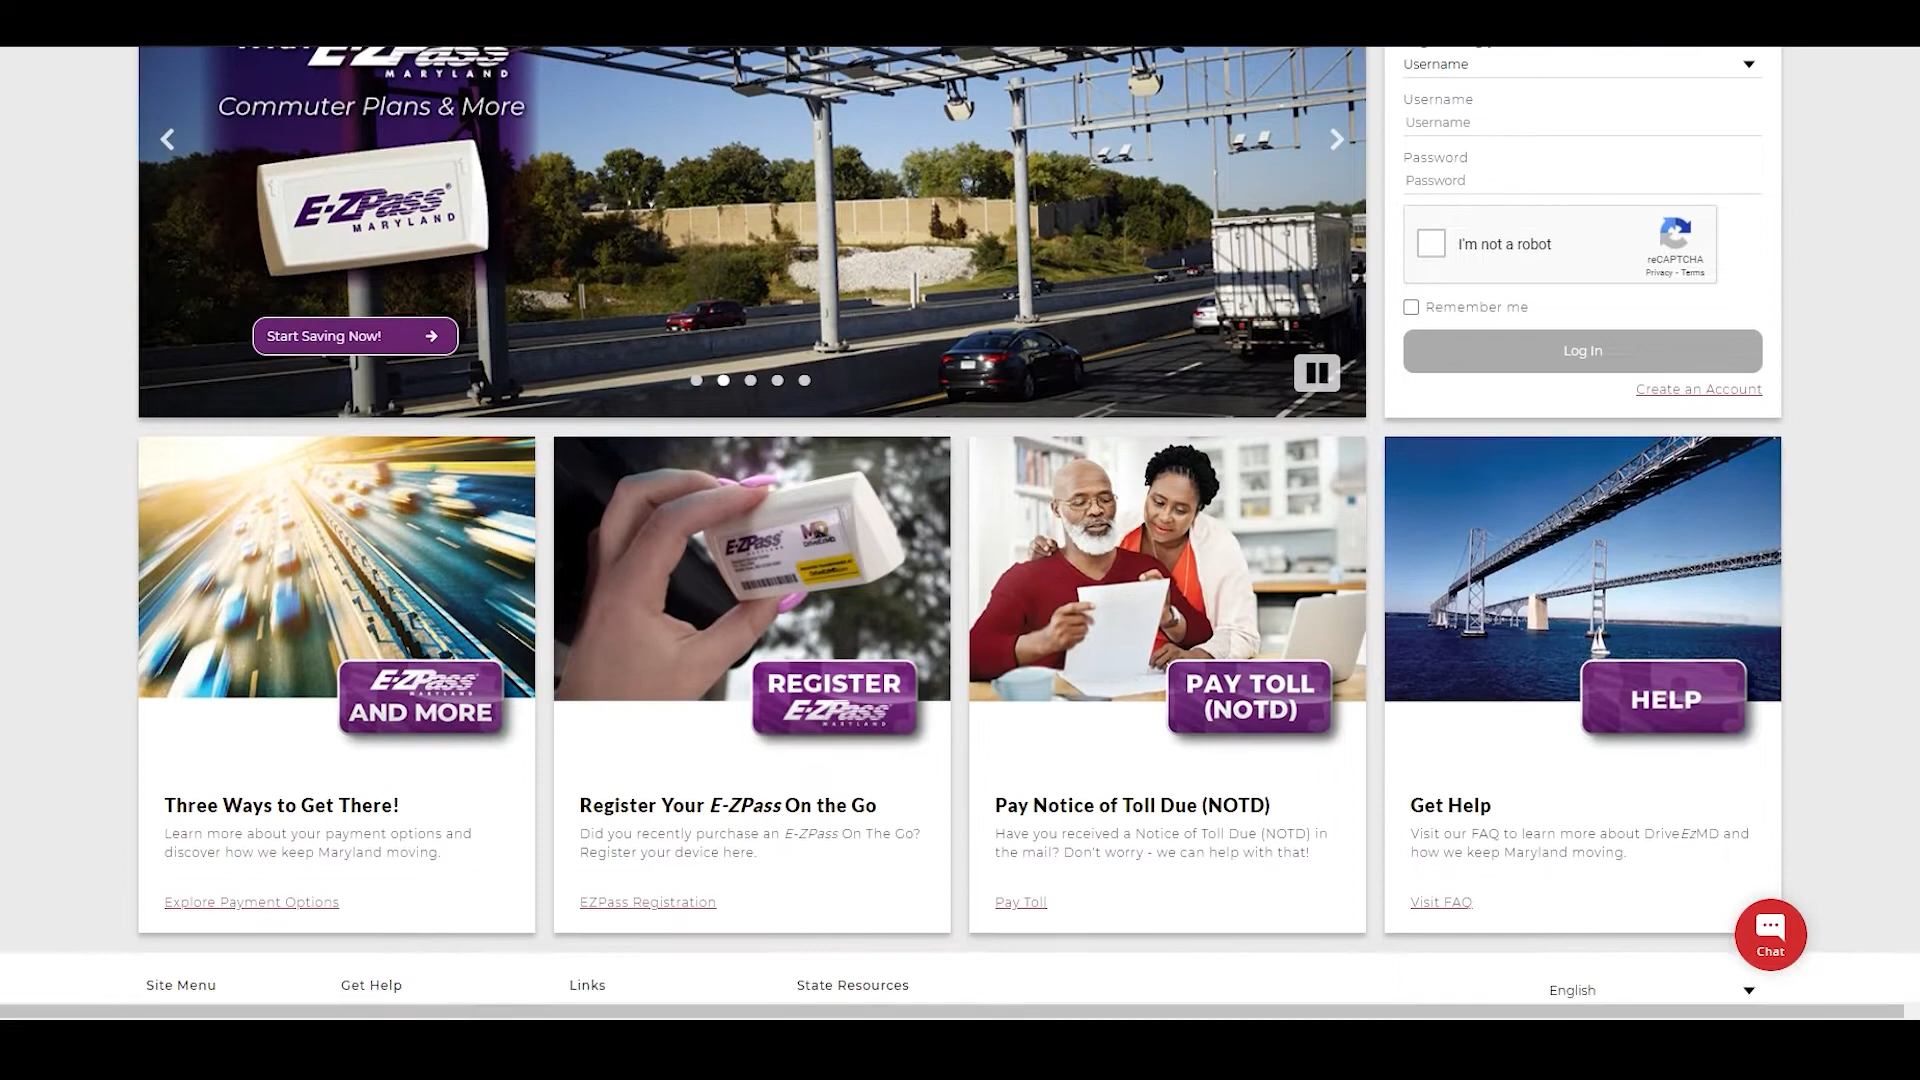 E-ZPass
MARYLAND
Commuter Plans & More
E-ZPass
MARYLAND
Start Saving Now!
Username
Username
Username
Password
Password
I'm not a robot
reCAPTCHA
Privacy - Terms
Remember me
Log In
Create an Account
E-ZPass
MARYLAND
AND MORE
E-ZPass
DriveEzMD.com
REGISTER
E-ZPass
MARYLAND
PAY TOLL
(NOTD)
HELP
Three Ways to Get There!
Learn more about your payment options and
discover how we keep Maryland moving.
Explore Payment Options
Register Your E-ZPass On the Go
Did you recently purchase an E-ZPass On The Go?
Register your device here.
EZPass Registration
Pay Notice of Toll Due (NOTD)
Have you received a Notice of Toll Due (NOTD) in
the mail? Don't worry - we can help with that!
Pay Toll
Get Help
Visit our FAQ to learn more about DriveEzMD and
how we keep Maryland moving.
Visit FAQ
Chat
Site Menu
Get Help
Links
State Resources
English